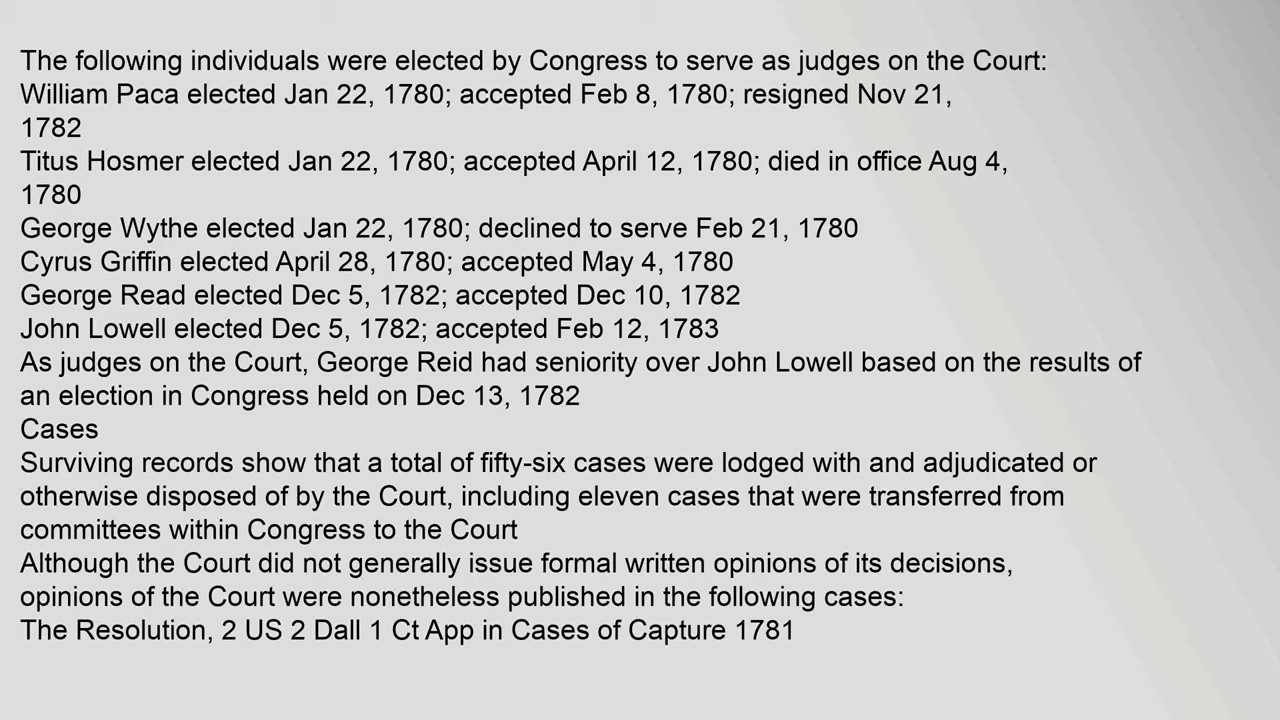 The following individuals were elected by Congress to serve as judges on the Court:
William Paca elected Jan 22, 1780; accepted Feb 8, 1780; resigned Nov 21,
1782
Titus Hosmer elected Jan 22, 1780; accepted April 12, 1780; died in office Aug 4,
1780
George Wythe elected Jan 22, 1780; declined to serve Feb 21, 1780
Cyrus Griffin elected April 28, 1780; accepted May 4, 1780
George Read elected Dec 5, 1782; accepted Dec 10, 1782
John Lowell elected Dec 5, 1782; accepted Feb 12, 1783
As judges on the Court, George Reid had seniority over John Lowell based on the results of
an election in Congress held on Dec 13, 1782
Cases
Surviving records show that a total of fifty-six cases were lodged with and adjudicated or
otherwise disposed of by the Court, including eleven cases that were transferred from
committees within Congress to the Court
Although the Court did not generally issue formal written opinions of its decisions,
opinions of the Court were nonetheless published in the following cases:
The Resolution, 2 US 2 Dall 1 Ct App in Cases of Capture 1781